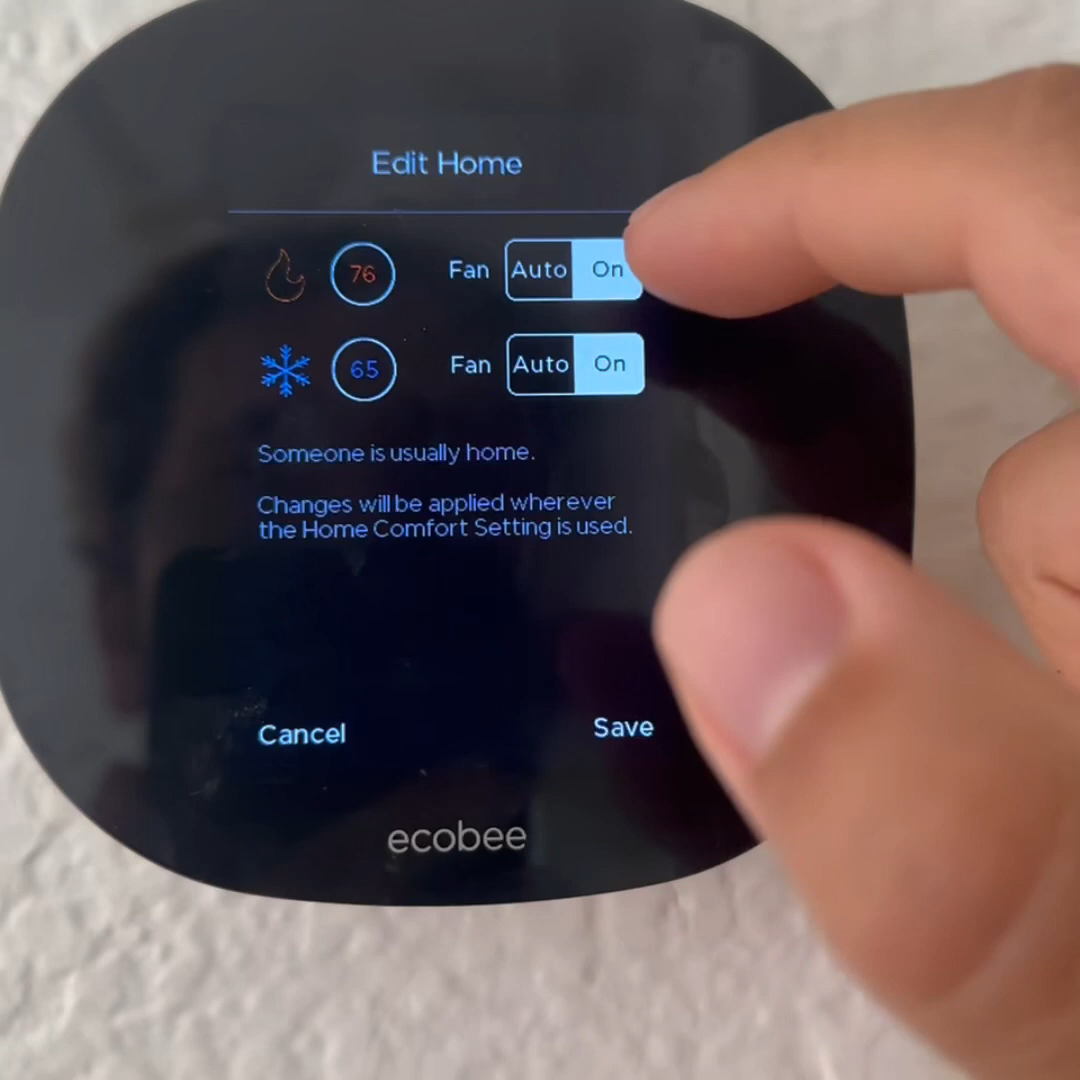 Edit Home
76 Fan Auto On
65 Fan Auto On
Someone is usually home.
Changes will be applied wherever
the Home Comfort Setting is used.
Cancel Save
ecobee